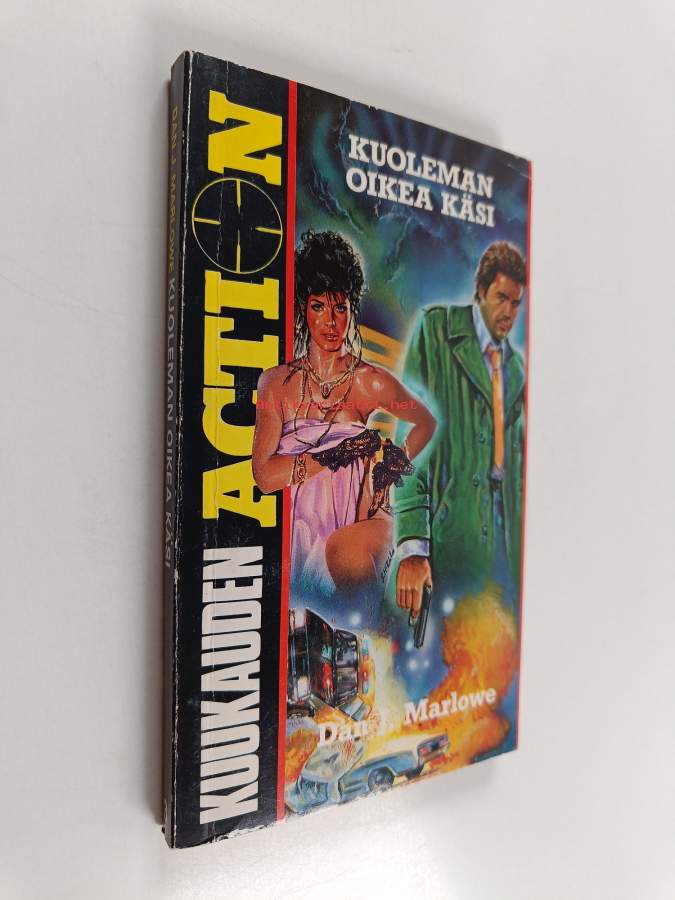 KUOLEMAN
OIKEA KÄSI
Dan J. Marlowe
KUUKAUDEN ACTION
DAN J. MARLOWE KUOLEMAN OIKEA KÄSI